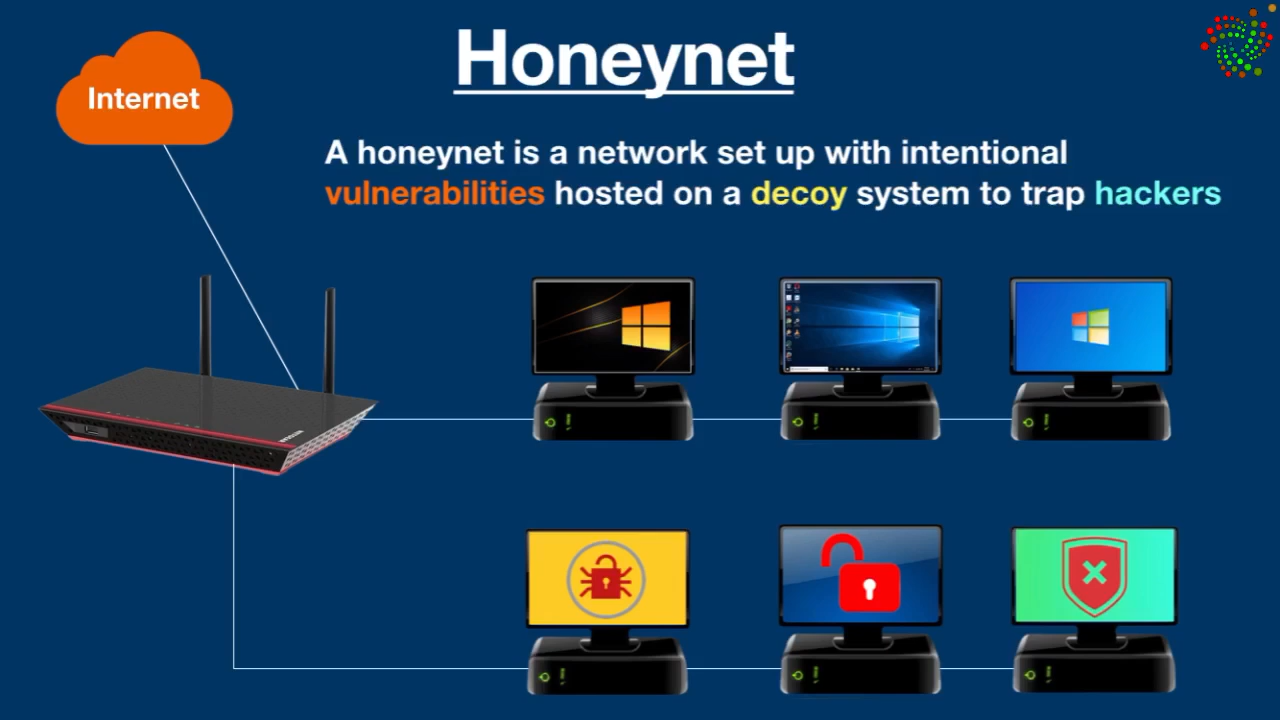 Honeynet
Internet
A honeynet is a network set up with intentional
vulnerabilities hosted on a decoy system to trap hackers